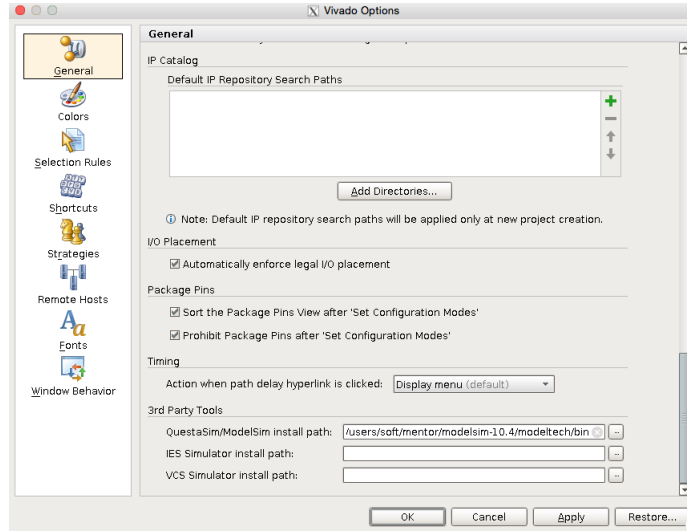 Vivado Options
General
General
IP Catalog
Default IP Repository Search Paths
Colors
Selection Rules
Add Directories...
Shortcuts
Note: Default IP repository search paths will be applied only at new project creation.
I/O Placement
Strategies
Automatically enforce legal I/O placement
Package Pins
Remote Hosts
Sort the Package Pins View after 'Set Configuration Modes'
Prohibit Package Pins after 'Set Configuration Modes'
Fonts
Timing
Action when path delay hyperlink is clicked: Display menu (default)
Window Behavior
3rd Party Tools
QuestaSim/ModelSim install path: /users/soft/mentor/modelsim-10.4/modeltech/bin
IES Simulator install path:
VCS Simulator install path:
OK Cancel Apply Restore...